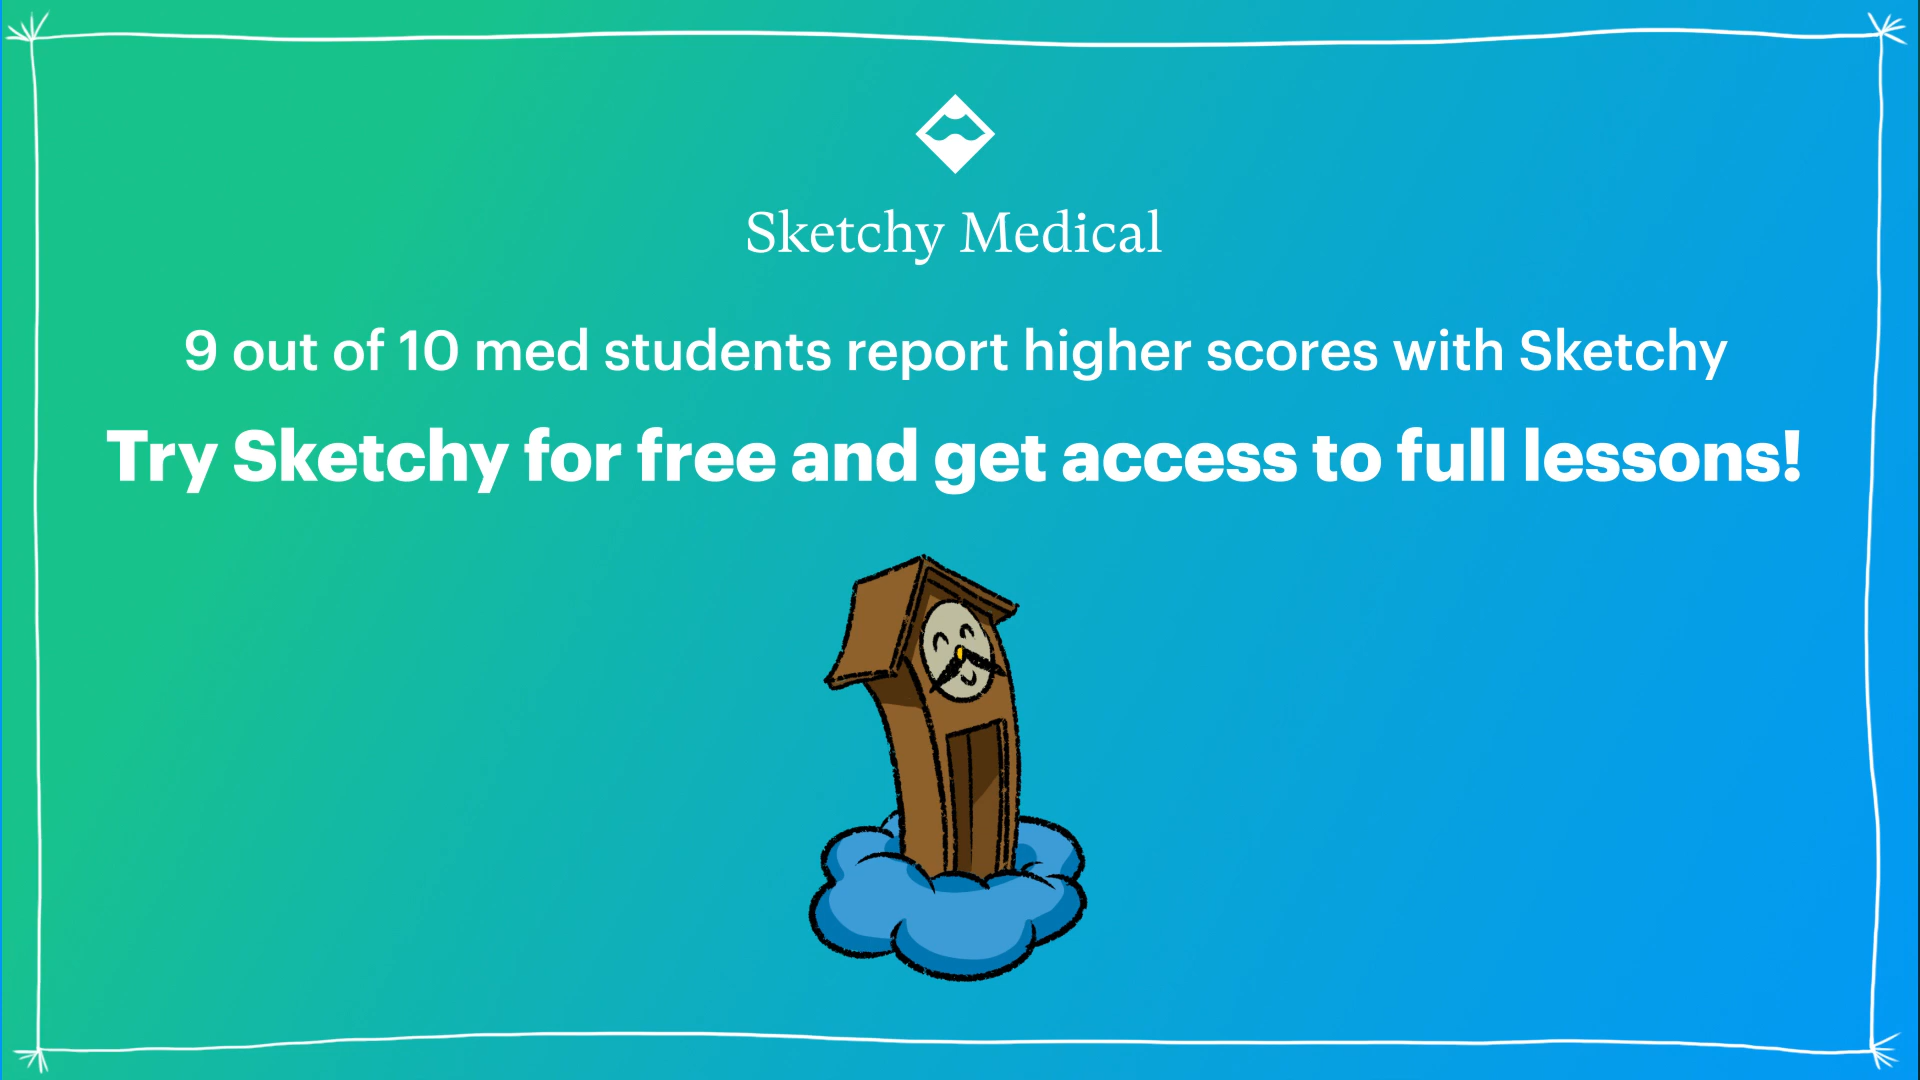 Sketchy Medical
9 out of 10 med students report higher scores with Sketchy
Try Sketchy for free and get access to full lessons!